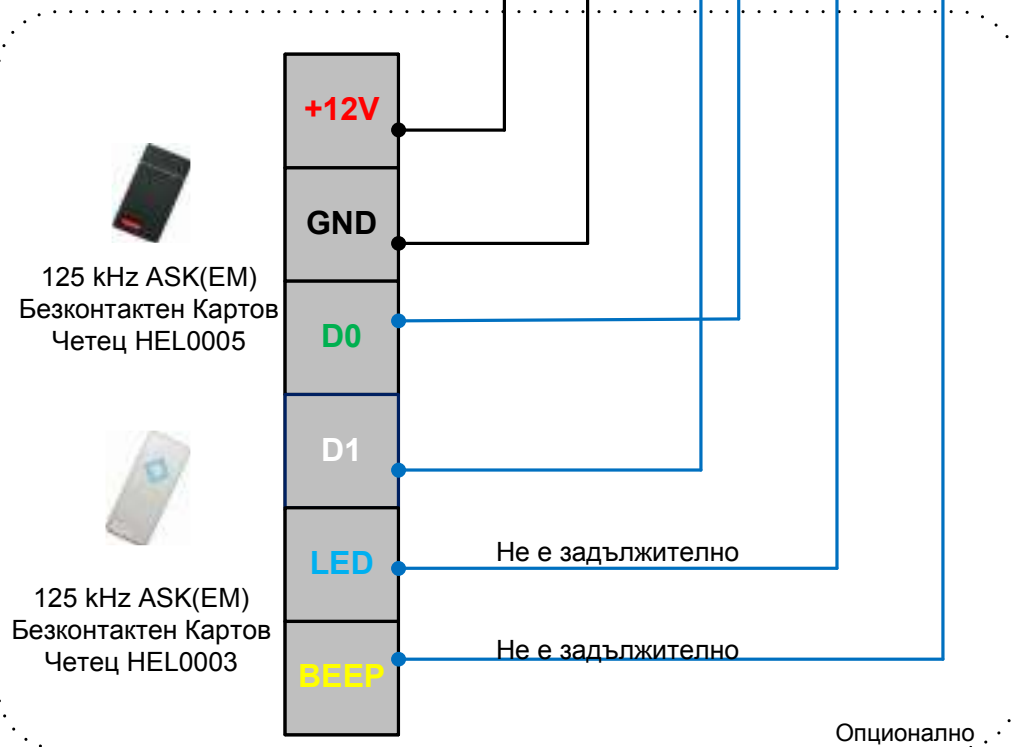 +12V
GND
D0
D1
LED
BEEP
125 kHz ASK(EM)
Безконтактен Картов
Четец HEL0005
125 kHz ASK(EM)
Безконтактен Картов
Четец HEL0003
Не е задължително
Не е задължително
Опционално